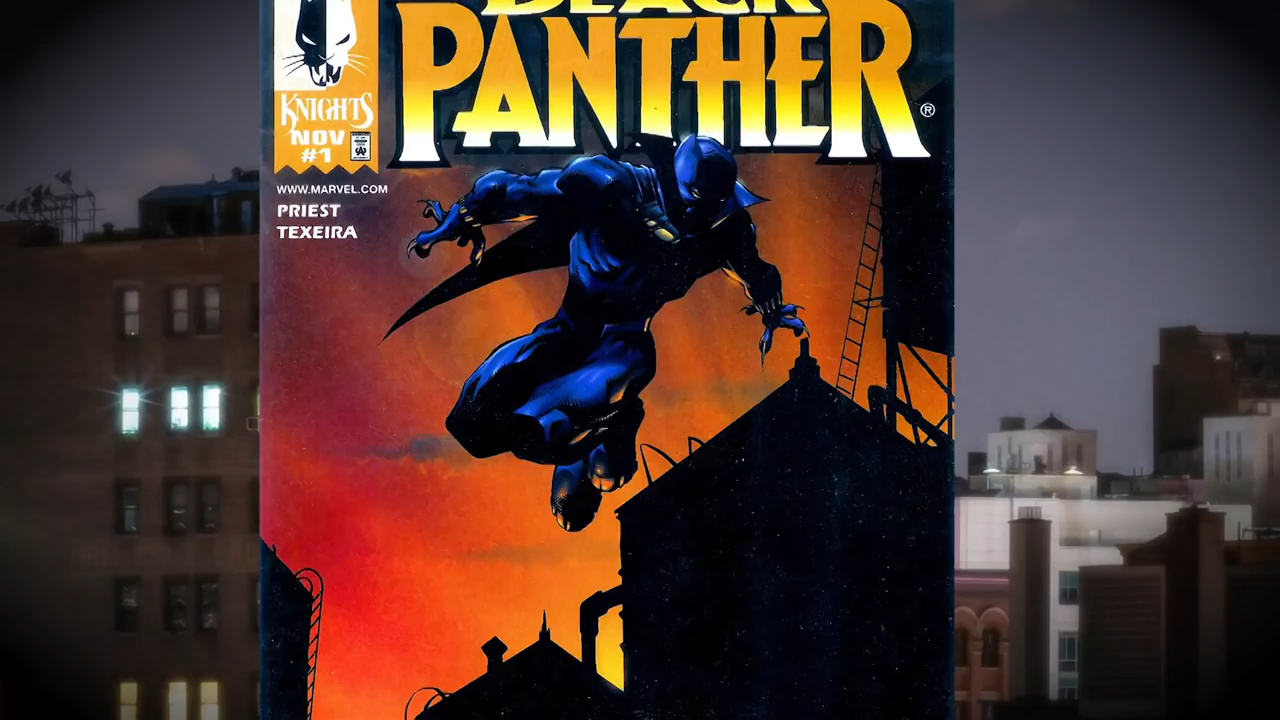 BLACK
PANTHER®
KNIGHTS
NOV
#1
WWW.MARVEL.COM
PRIEST
TEXEIRA